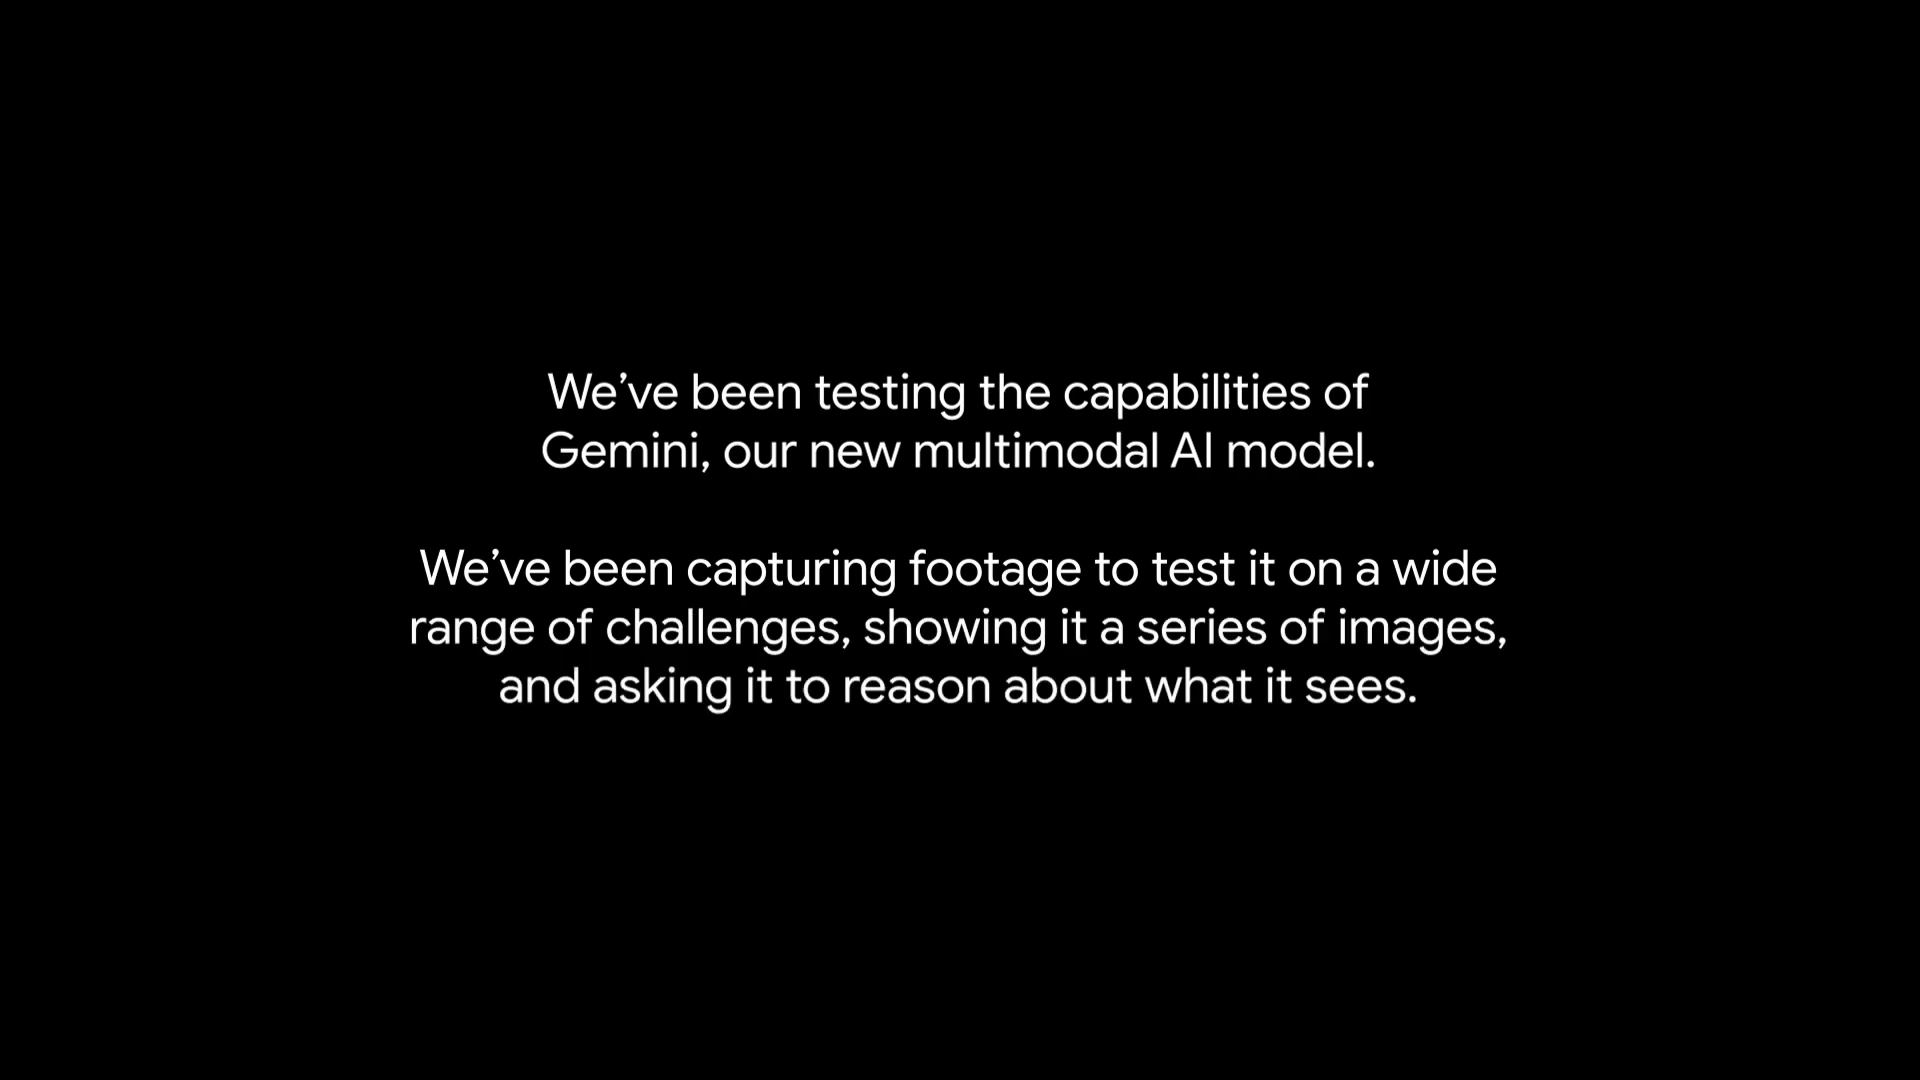 We’ve been testing the capabilities of
Gemini, our new multimodal AI model.
We’ve been capturing footage to test it on a wide
range of challenges, showing it a series of images,
and asking it to reason about what it sees.